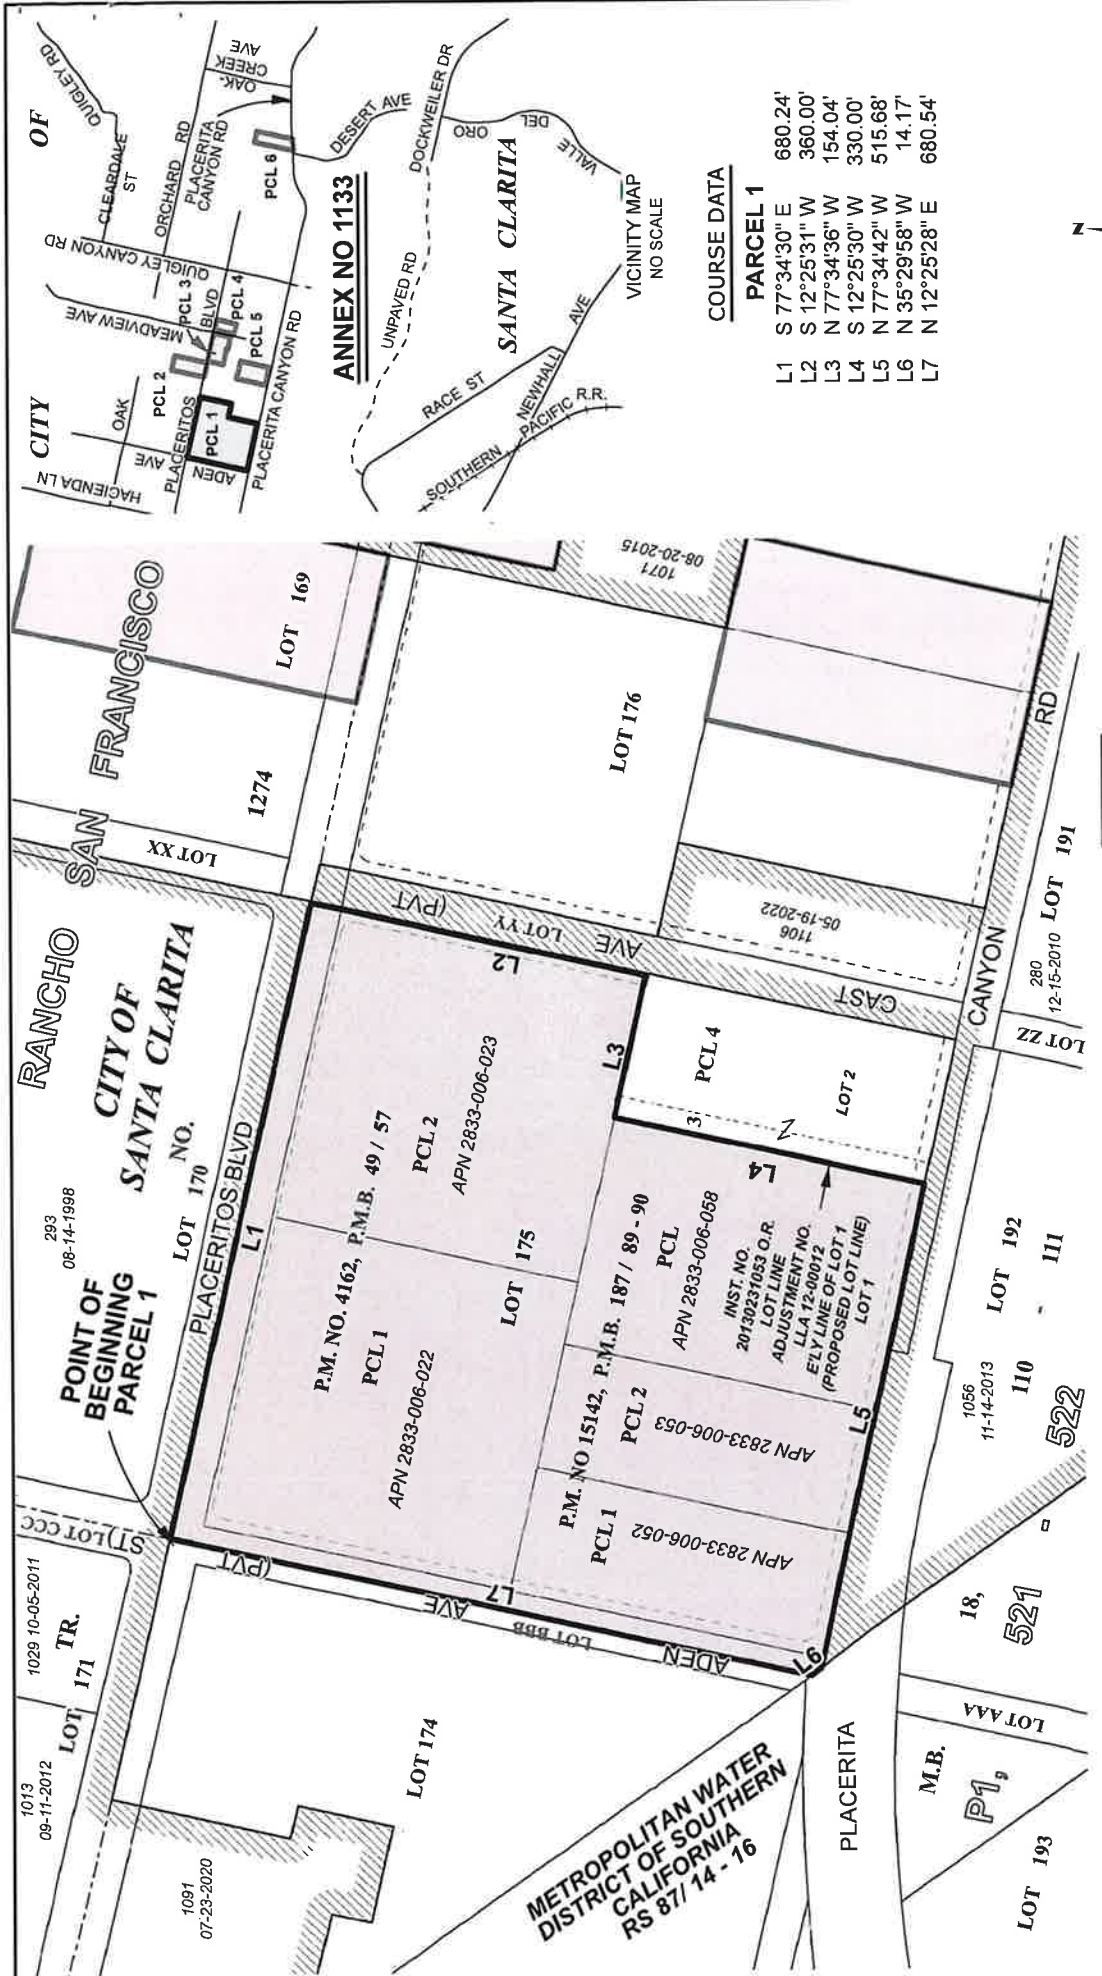 RANCHO SAN FRANCISCO
293
08-14-1998
CITY OF
SANTA CLARITA
LOT NO.
170
POINT OF
BEGINNING
PARCEL 1
PLACERITOS BLVD
LOT XX
1274
LOT 169
1071
08-20-2015
1013
09-11-2012
1029 10-05-2011
LOT TR.
171
ST) LOT CCC
1091
07-23-2020
LOT 174
L1
P.M. NO. 4162, P.M.B. 49 / 57
PCL 1
APN 2833-006-022
PCL 2
APN 2833-006-023
LOT 175
L2
LOT YY
CAST AVE (PVT
LOT 176
L3
1106
05-19-2022
P.M. NO 15142, P.M.B. 187 / 89 - 90
PCL 1
APN 2833-006-052
PCL 2
APN 2833-006-053
PCL
3
APN 2833-006-058
INST. NO.
20130231053 O.R.
LOT LINE
ADJUSTMENT NO.
LLA 12-00012
E'LY LINE OF LOT 1
(PROPOSED LOT LINE)
LOT 1
L4
PCL 4
LOT 2
L5
L6
L7
ADEN AVE (PVT
LOT BBB
METROPOLITAN WATER
DISTRICT OF SOUTHERN
CALIFORNIA
RS 87/ 14 - 16
PLACERITA CANYON RD
280
12-15-2010
LOT 191
LOT ZZ
LOT 192
1056
11-14-2013
110 111
522
18,
521
LOT AAA
M.B.
P1,
LOT 193
CITY OF
SANTA CLARITA
HACIENDA LN
OAK
ADEN AVE
PLACERITOS BLVD
MEADVIEW AVE
QUIGLEY CANYON RD
CLEARDALE
ST
QUIGLEY RD
ORCHARD RD
PLACERITA
CANYON RD
OAK-
CREEK
AVE
PCL 1
PCL 2
PCL 3
PCL 4
PCL 5
PCL 6
PLACERITA CANYON RD
DESERT AVE
ANNEX NO 1133
UNPAVED RD
DOCKWEILER DR
VALLE DEL ORO
RACE ST
NEWHALL AVE
SOUTHERN PACIFIC R.R.
VICINITY MAP
NO SCALE
COURSE DATA
PARCEL 1
L1 S 77°34'30" E 680.24'
L2 S 12°25'31" W 360.00'
L3 N 77°34'36" W 154.04'
L4 S 12°25'30" W 330.00'
L5 N 77°34'42" W 515.68'
L6 N 35°29'58" W 14.17'
L7 N 12°25'28" E 680.54'
Z